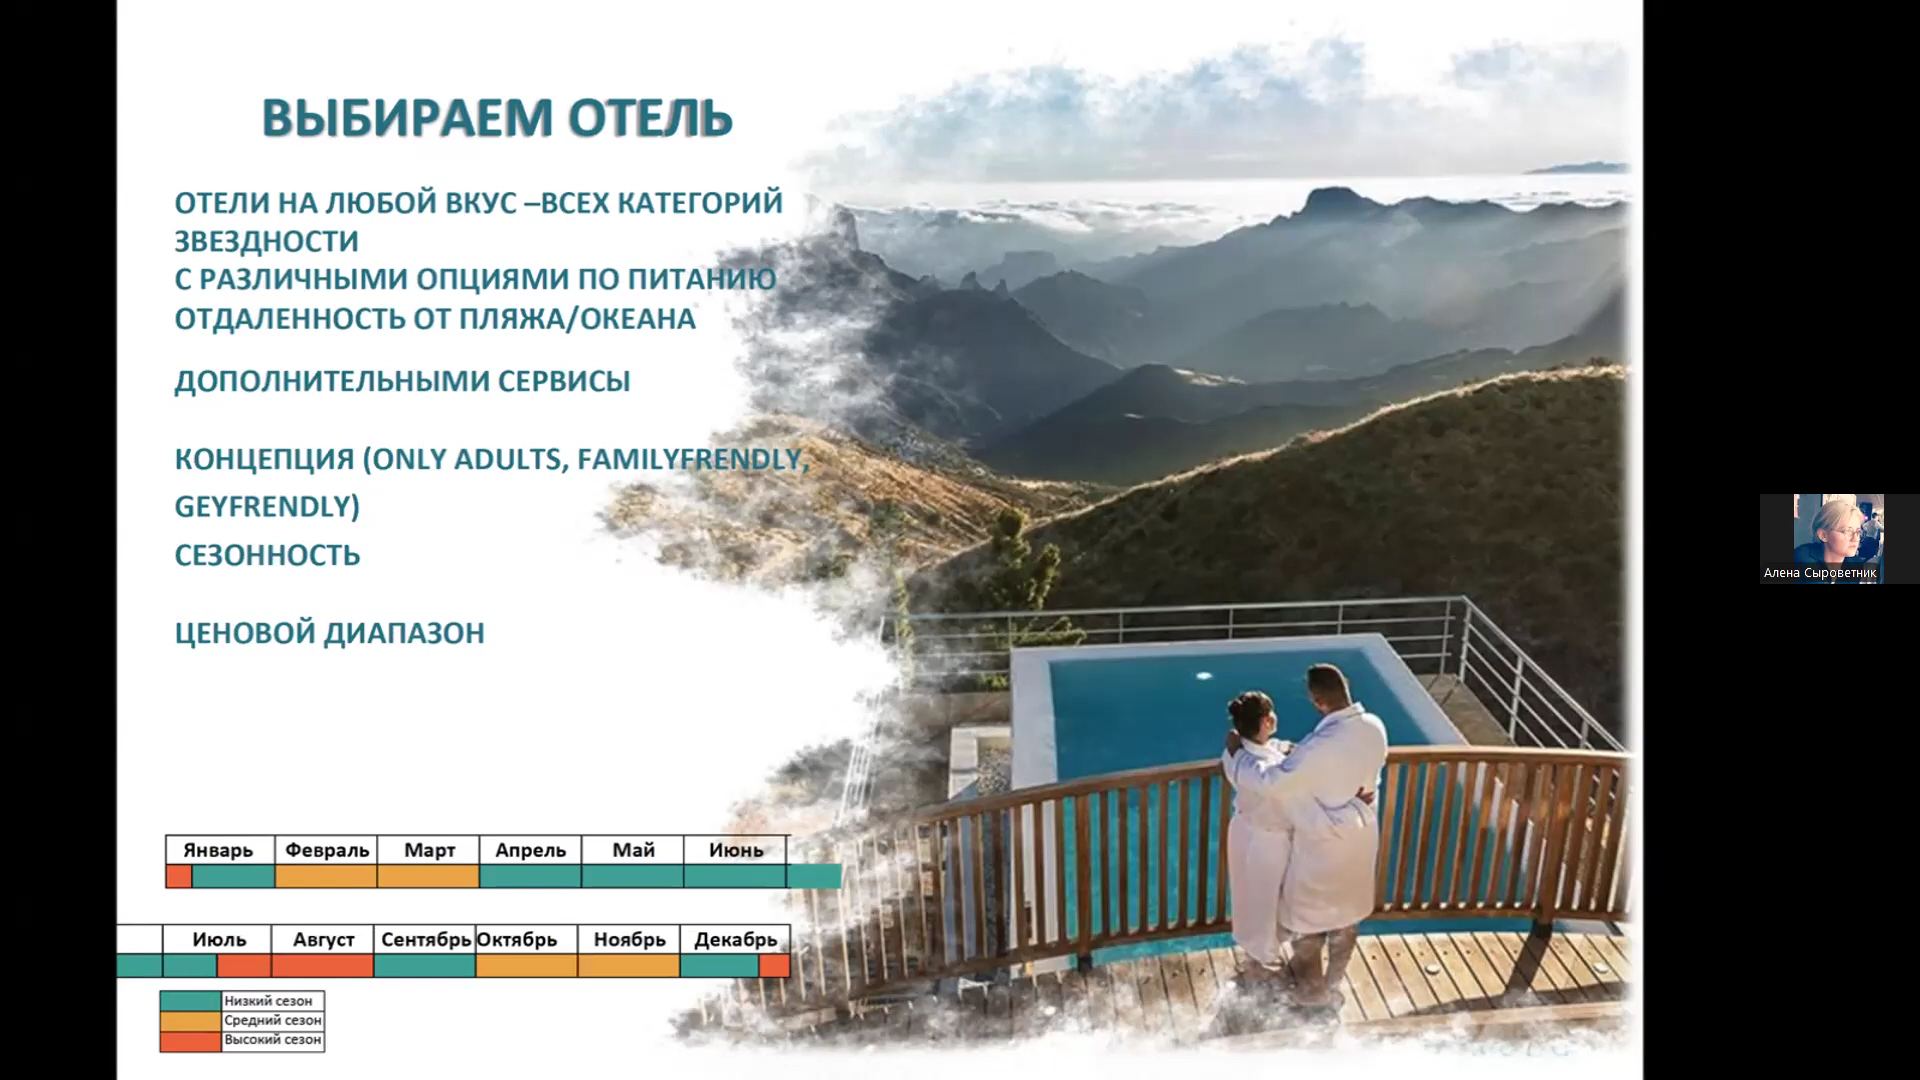 ВЫБИРАЕМ ОТЕЛЬ
ОТЕЛИ НА ЛЮБОЙ ВКУС –ВСЕХ КАТЕГОРИЙ
ЗВЕЗДНОСТИ
С РАЗЛИЧНЫМИ ОПЦИЯМИ ПО ПИТАНИЮ
ОТДАЛЕННОСТЬ ОТ ПЛЯЖА/ОКЕАНА
ДОПОЛНИТЕЛЬНЫМИ СЕРВИСЫ
КОНЦЕПЦИЯ (ONLY ADULTS, FAMILYFRENDLY,
GEYFRENDLY)
СЕЗОННОСТЬ
ЦЕНОВОЙ ДИАПАЗОН
Январь Февраль Март Апрель Май Июнь
Июль Август Сентябрь Октябрь Ноябрь Декабрь
Низкий сезон
Средний сезон
Высокий сезон
Алена Сыроветник